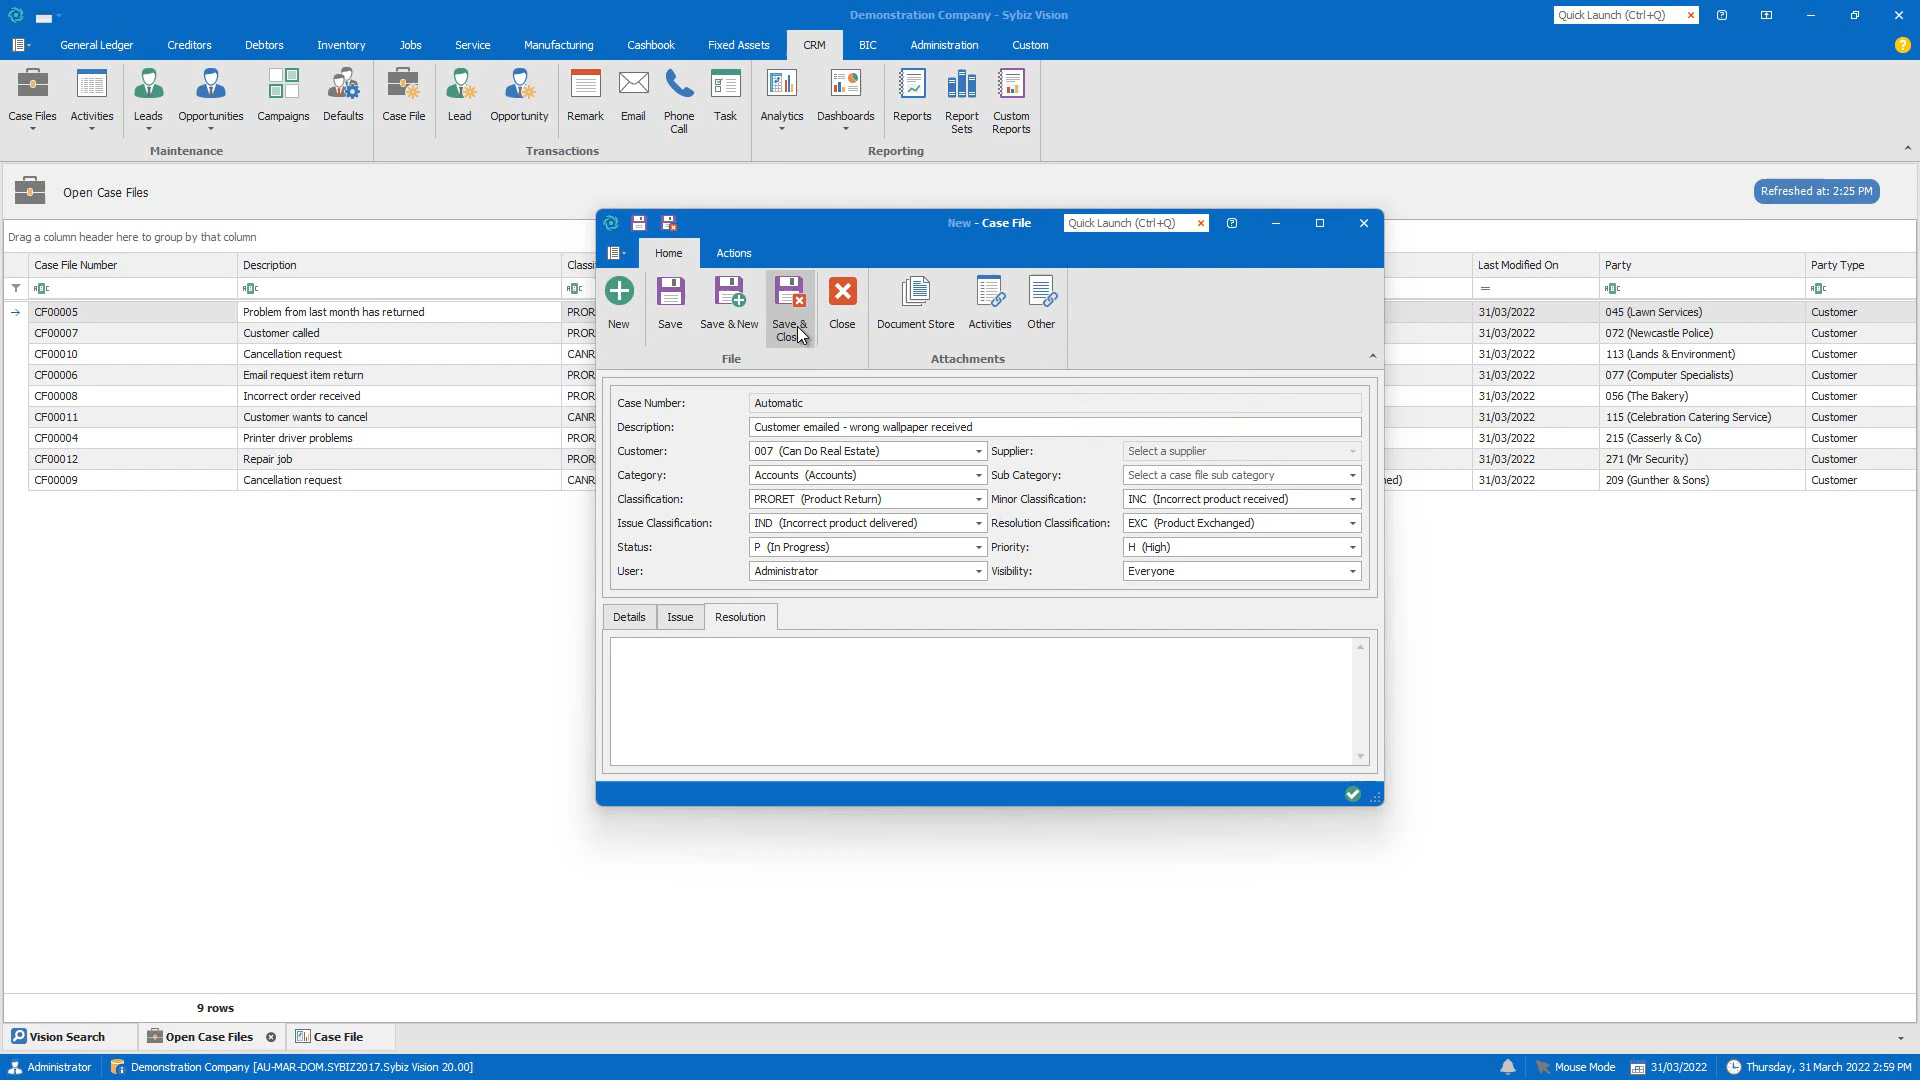 Demonstration Company - Sybiz Vision
Quick Launch (Ctrl+Q)
General Ledger Creditors Debtors Inventory Jobs Service Manufacturing Cashbook Fixed Assets CRM BIC Administration Custom
Case Files Activities Leads Opportunities Campaigns Defaults Case File Lead Opportunity Remark Email Phone Call Task Analytics Dashboards Reports Report Sets Custom Reports
Maintenance Transactions Reporting
Open Case Files
Refreshed at: 2:25 PM
Drag a column header here to group by that column
Case File Number Description Classi Last Modified On Party Party Type
CF00005 Problem from last month has returned PROR 31/03/2022 045 (Lawn Services) Customer
CF00007 Customer called PROR 31/03/2022 072 (Newcastle Police) Customer
CF00010 Cancellation request CANR 31/03/2022 113 (Lands & Environment) Customer
CF00006 Email request item return PROR 31/03/2022 077 (Computer Specialists) Customer
CF00008 Incorrect order received PROR 31/03/2022 056 (The Bakery) Customer
CF00011 Customer wants to cancel CANR 31/03/2022 115 (Celebration Catering Service) Customer
CF00004 Printer driver problems PROR 31/03/2022 215 (Casserly & Co) Customer
CF00012 Repair job PROR 31/03/2022 271 (Mr Security) Customer
CF00009 Cancellation request CANR ed) 31/03/2022 209 (Gunther & Sons) Customer
New - Case File
Quick Launch (Ctrl+Q)
Home Actions
New Save Save & New Save & Close Close Document Store Activities Other
File Attachments
Case Number: Automatic
Description: Customer emailed - wrong wallpaper received
Customer: 007 (Can Do Real Estate) Supplier: Select a supplier
Category: Accounts (Accounts) Sub Category: Select a case file sub category
Classification: PRORET (Product Return) Minor Classification: INC (Incorrect product received)
Issue Classification: IND (Incorrect product delivered) Resolution Classification: EXC (Product Exchanged)
Status: P (In Progress) Priority: H (High)
User: Administrator Visibility: Everyone
Details Issue Resolution
9 rows
Vision Search Open Case Files Case File
Administrator Demonstration Company [AU-MAR-DOM.SYBIZ2017.Sybiz Vision 20.00] Mouse Mode 31/03/2022 Thursday, 31 March 2022 2:59 PM